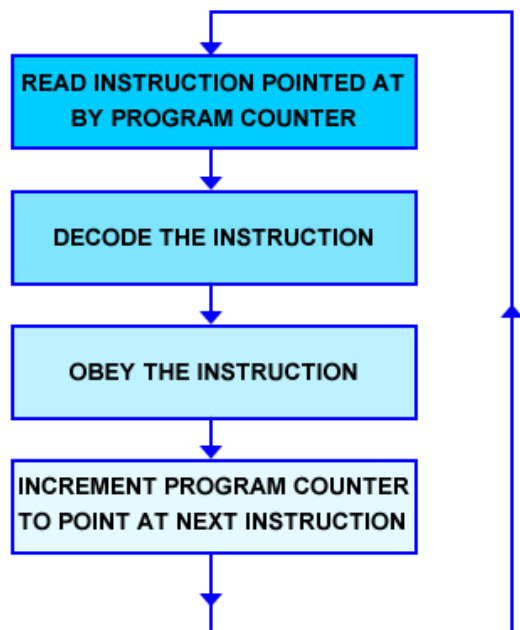 READ INSTRUCTION POINTED AT
BY PROGRAM COUNTER
DECODE THE INSTRUCTION
OBEY THE INSTRUCTION
INCREMENT PROGRAM COUNTER
TO POINT AT NEXT INSTRUCTION